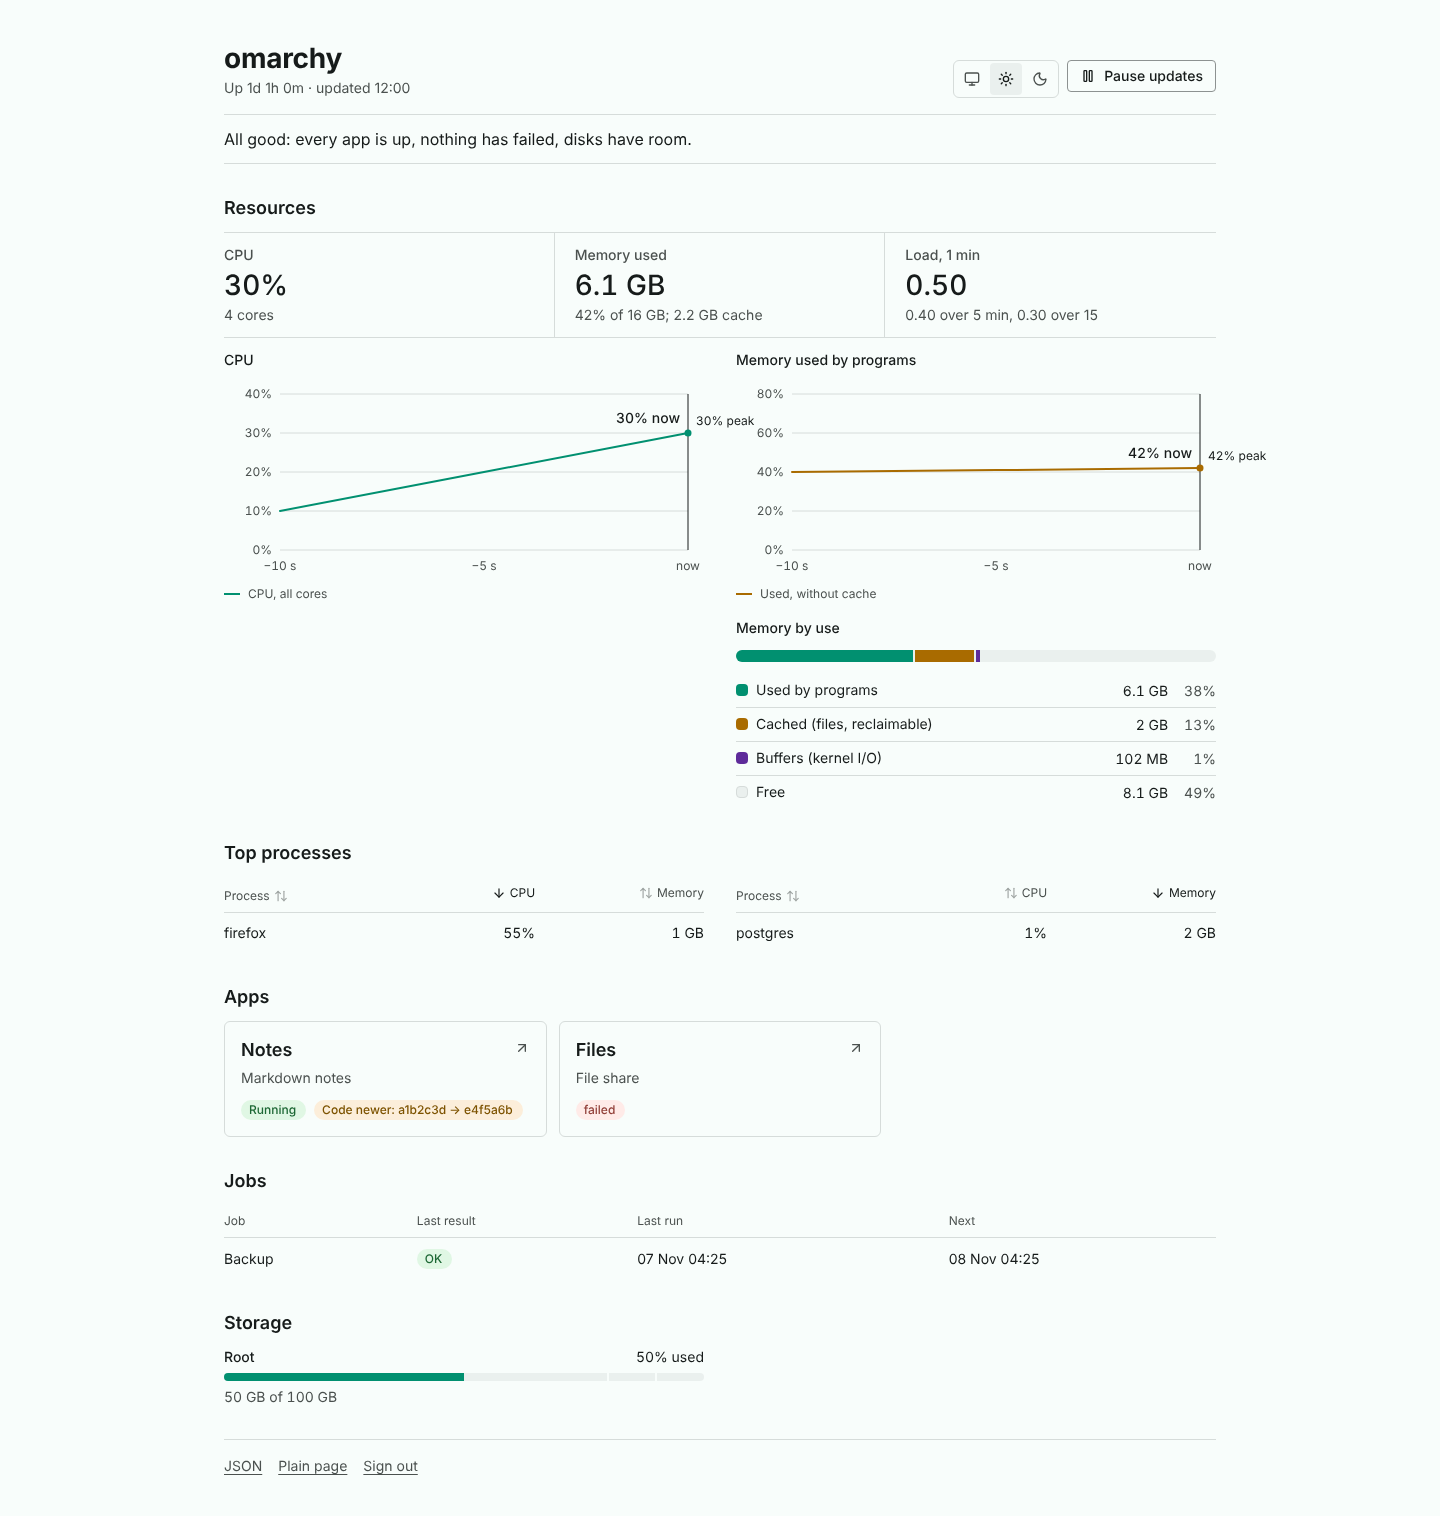 omarchy
Up 1d 1h 0m · updated 12:00
Pause updates
All good: every app is up, nothing has failed, disks have room.
Resources
CPU
30%
4 cores
Memory used
6.1 GB
42% of 16 GB; 2.2 GB cache
Load, 1 min
0.50
0.40 over 5 min, 0.30 over 15
CPU
40%
30%
20%
10%
0%
30% now
30% peak
−10 s
−5 s
now
CPU, all cores
Memory used by programs
80%
60%
40%
20%
0%
42% now
42% peak
−10 s
−5 s
now
Used, without cache
Memory by use
Used by programs 6.1 GB 38%
Cached (files, reclaimable) 2 GB 13%
Buffers (kernel I/O) 102 MB 1%
Free 8.1 GB 49%
Top processes
Process CPU Memory
firefox 55% 1 GB
Process CPU Memory
postgres 1% 2 GB
Apps
Notes
Markdown notes
Running Code newer: a1b2c3d → e4f5a6b
Files
File share
failed
Jobs
Job Last result Last run Next
Backup OK 07 Nov 04:25 08 Nov 04:25
Storage
Root 50% used
50 GB of 100 GB
JSON Plain page Sign out